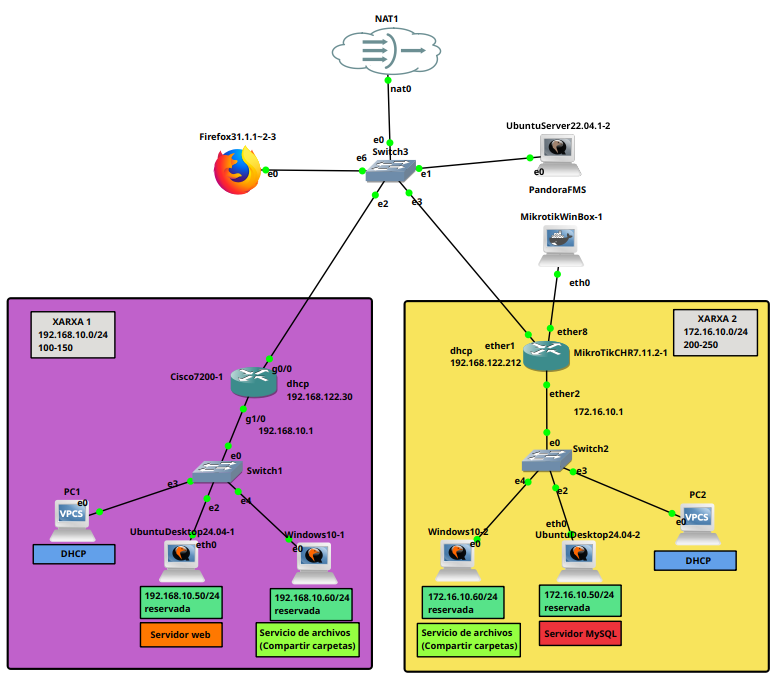 NAT1
nat0
UbuntuServer22.04.1-2
Firefox31.1.1~2-3
e0
Switch3
e6
e0
e1
e0
PandoraFMS
e2
e3
MikrotikWinBox-1
eth0
XARXA 1
192.168.10.0/24
100-150
XARXA 2
172.16.10.0/24
200-250
ether8
ether1
dhcp
192.168.122.212
MikroTikCHR7.11.2-1
g0/0
Cisco7200-1
dhcp
192.168.122.30
ether2
172.16.10.1
g1/0
192.168.10.1
e0
Switch1
e3
e2
e4
e0
Switch2
e4
e2
e3
PC1
e0
VPCS
DHCP
UbuntuDesktop24.04-1
eth0
Windows10-1
e0
192.168.10.50/24
reservada
Servidor web
192.168.10.60/24
reservada
Servicio de archivos
(Compartir carpetas)
Windows10-2
e0
eth0
UbuntuDesktop24.04-2
PC2
e0
VPCS
DHCP
172.16.10.60/24
reservada
Servicio de archivos
(Compartir carpetas)
172.16.10.50/24
reservada
Servidor MySQL